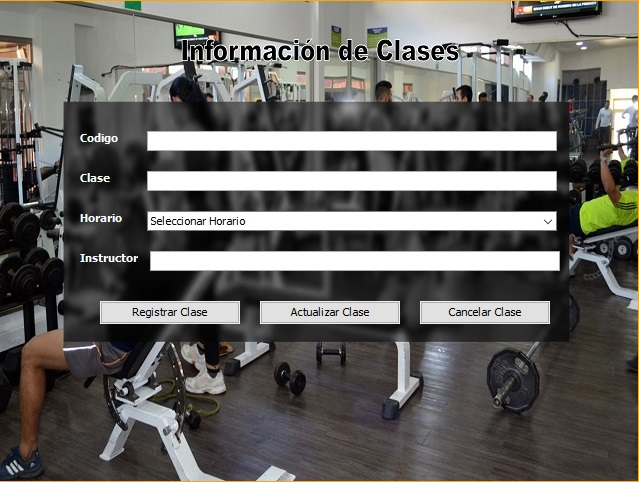 Información de Clases
Codigo
Clase
Horario
Seleccionar Horario
Instructor
Registrar Clase
Actualizar Clase
Cancelar Clase